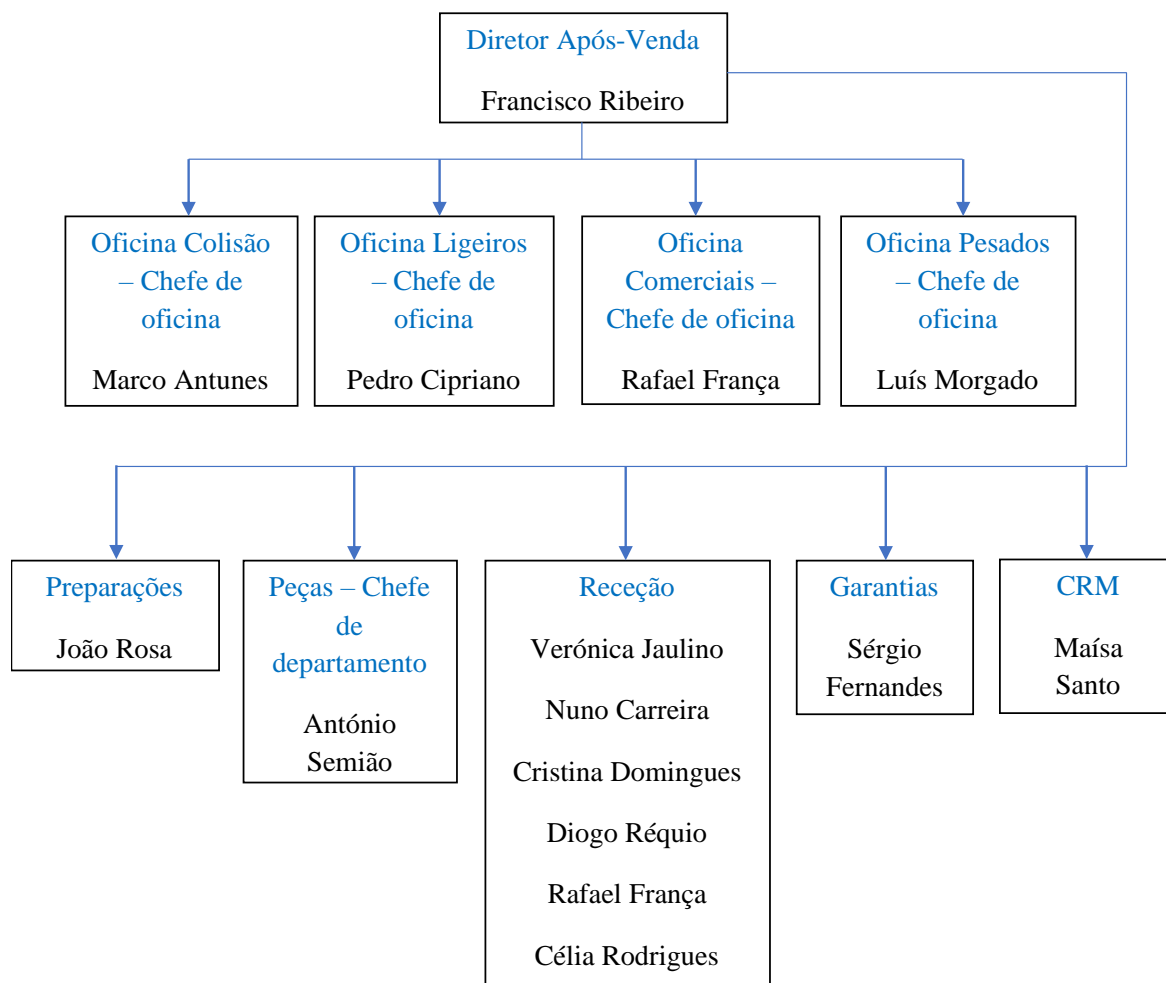 Diretor Após-Venda
Francisco Ribeiro
Oficina Colisão
– Chefe de
oficina
Marco Antunes
Oficina Ligeiros
– Chefe de
oficina
Pedro Cipriano
Oficina
Comerciais –
Chefe de oficina
Rafael França
Oficina Pesados
– Chefe de
oficina
Luís Morgado
Preparações
João Rosa
Peças – Chefe
de
departamento
António
Semião
Receção
Verónica Jaulino
Nuno Carreira
Cristina Domingues
Diogo Réquio
Rafael França
Célia Rodrigues
Garantias
Sérgio
Fernandes
CRM
Maísa
Santo